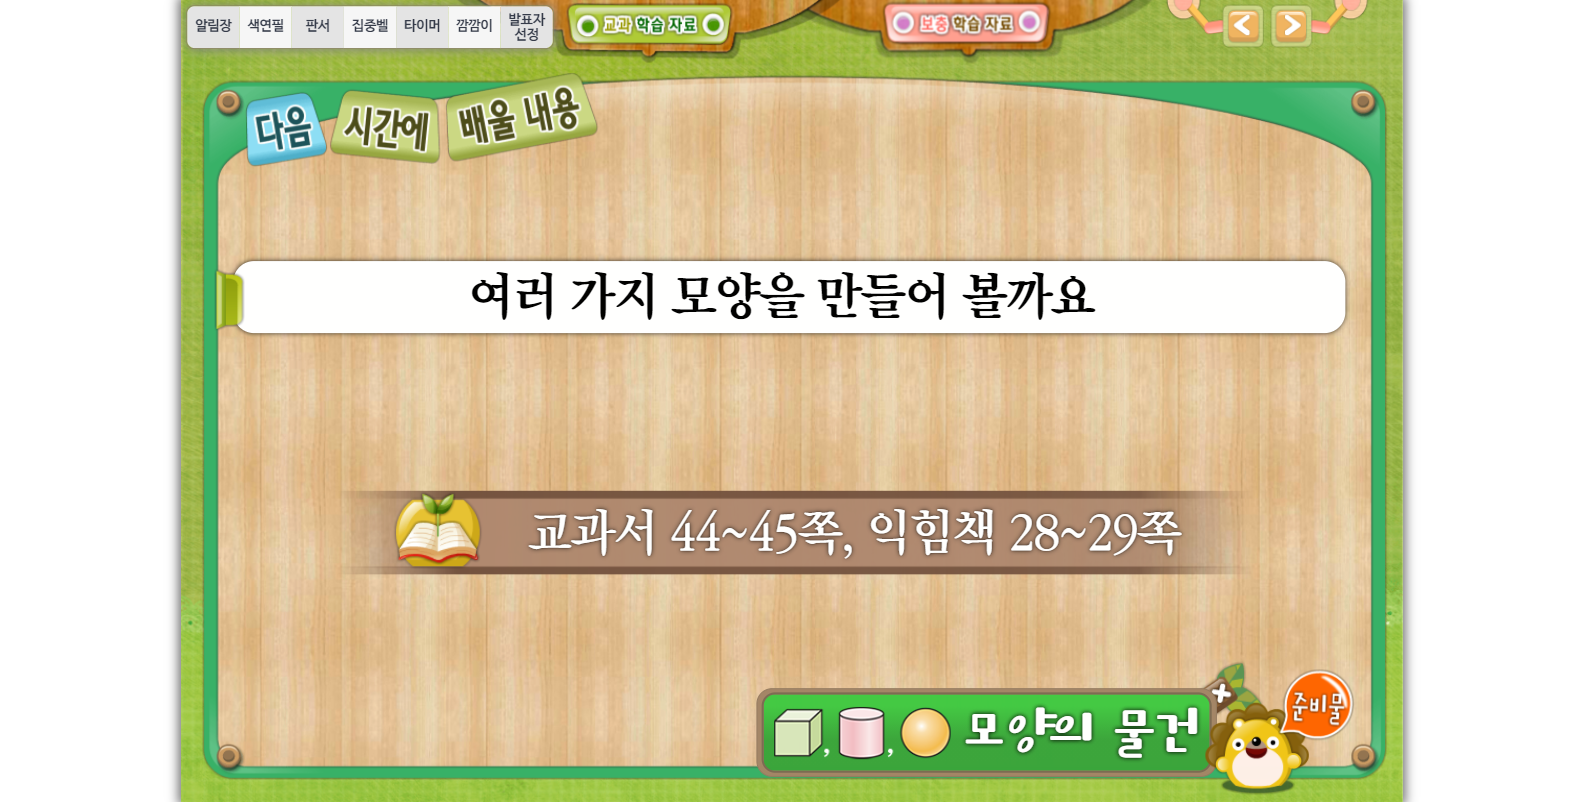 알림장 색연필 판서 집중벨 타이머 깜깜이 발표자 선정
교과 학습 자료
보충 학습 자료
다음 시간에 배울 내용
여러 가지 모양을 만들어 볼까요
교과서 44~45쪽, 익힘책 28~29쪽
, , 모양의 물건
준비물